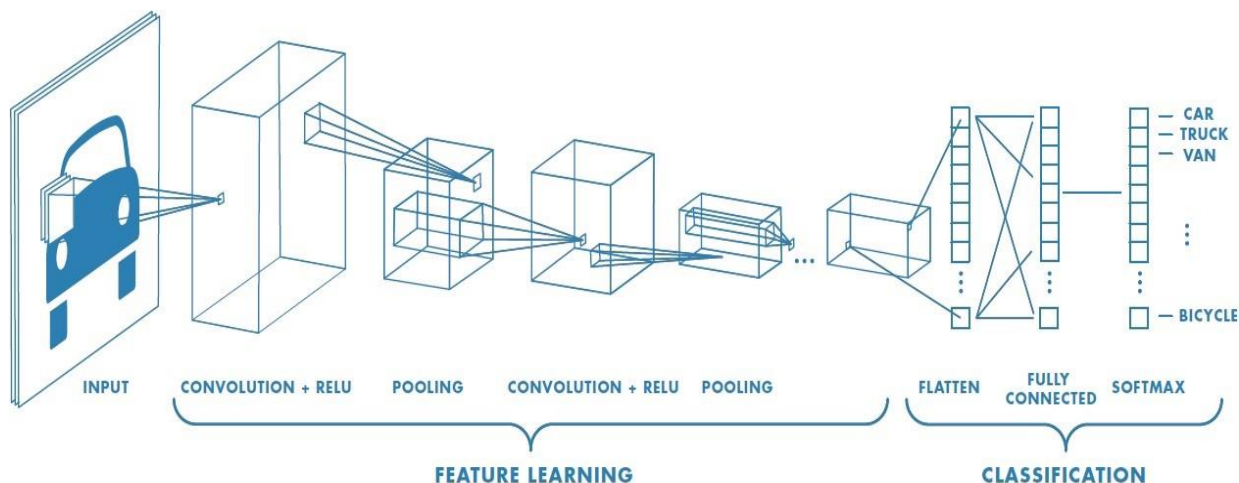 CAR
TRUCK
VAN
BICYCLE
INPUT
CONVOLUTION + RELU
POOLING
CONVOLUTION + RELU
POOLING
FLATTEN
FULLY
CONNECTED
SOFTMAX
FEATURE LEARNING
CLASSIFICATION